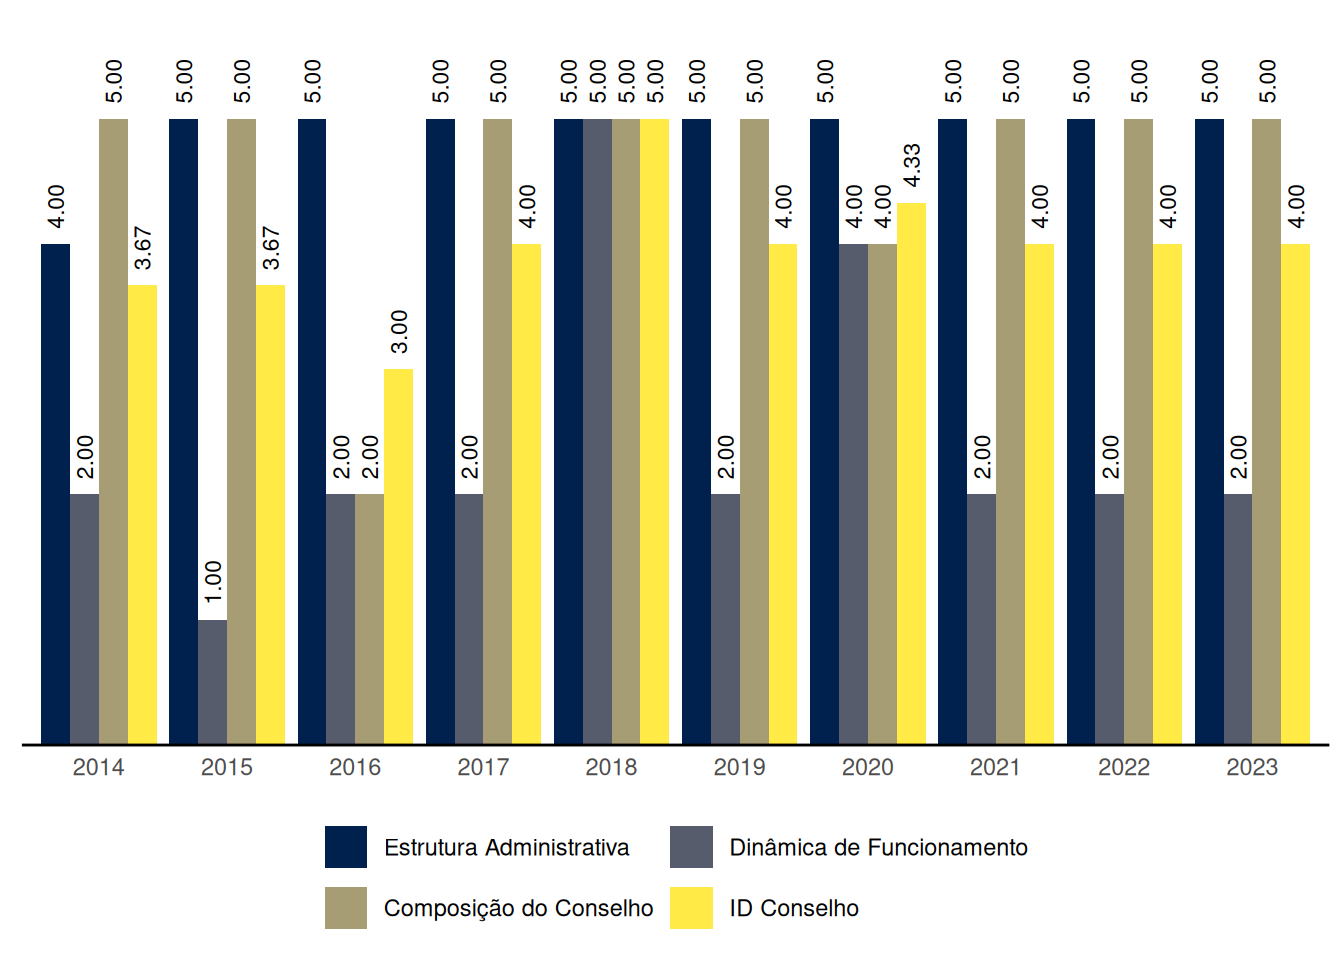 4.00 2.00 5.00 3.67 5.00 1.00 5.00 3.67 5.00 2.00 2.00 3.00 5.00 2.00 5.00 4.00 5.00 5.00 5.00 5.00 5.00 2.00 5.00 4.00 5.00 4.00 4.00 4.33 5.00 2.00 5.00 4.00 5.00 2.00 5.00 4.00 5.00 2.00 5.00 4.00
2014 2015 2016 2017 2018 2019 2020 2021 2022 2023
Estrutura Administrativa Dinâmica de Funcionamento
Composição do Conselho ID Conselho